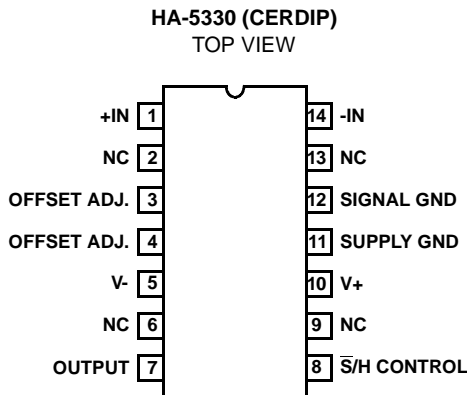 HA-5330 (CERDIP)
TOP VIEW
+IN 1 14 -IN
NC 2 13 NC
OFFSET ADJ. 3 12 SIGNAL GND
OFFSET ADJ. 4 11 SUPPLY GND
V- 5 10 V+
NC 6 9 NC
OUTPUT 7 8 S̅/H CONTROL